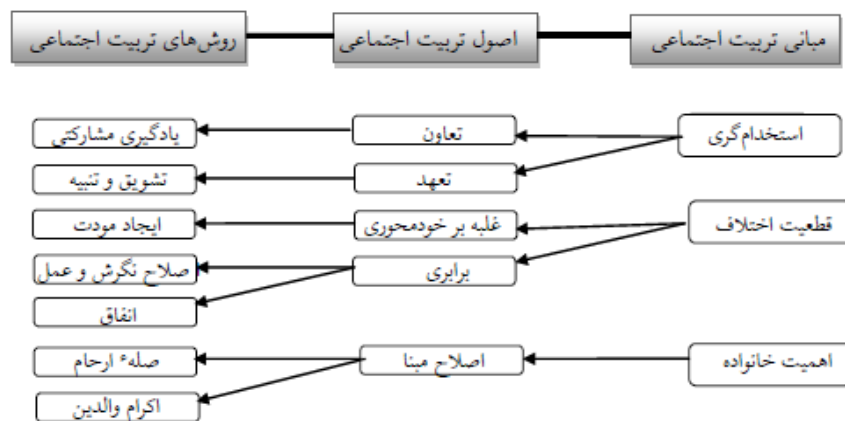 مبانی تربیت اجتماعی
اصول تربیت اجتماعی
روش‌های تربیت اجتماعی
استخدام‌گری
تعاون
یادگیری مشارکتی
تعهد
تشویق و تنبیه
قطعیت اختلاف
غلبه بر خودمحوری
ایجاد مودت
برابری
صلاح نگرش و عمل
انفاق
اهمیت خانواده
اصلاح مبنا
صلهٔ ارحام
اکرام والدین